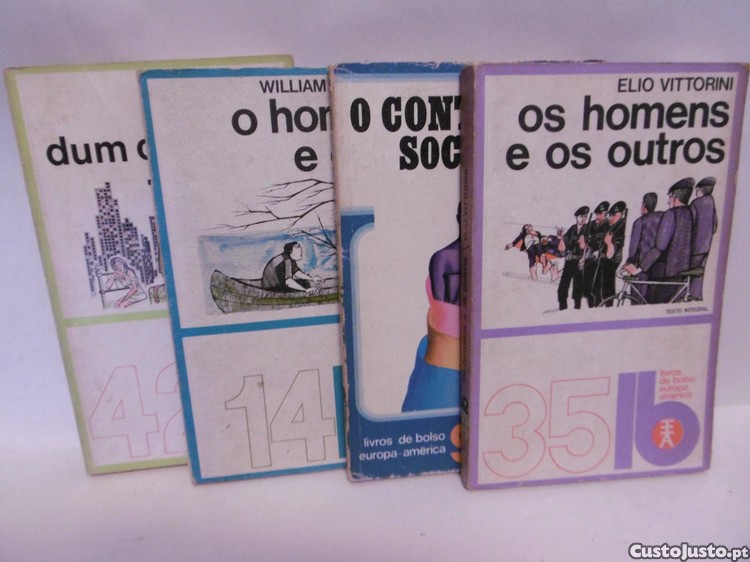 dum
42
WILLIAM
o hom
e
14
O CONT
SOC
livros de bolso
europa-américa
ELIO VITTORINI
os homens
e os outros
TEXTO INTEGRAL
35 lb
livros
de bolso
europa
américa
CustoJusto.pt